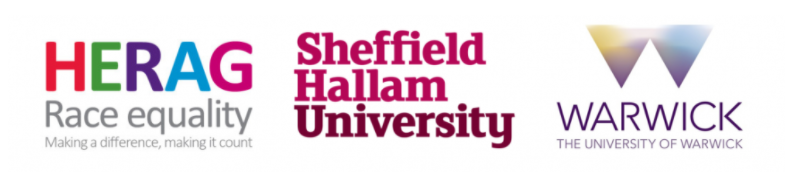 HERAG
Race equality
Making a difference, making it count
Sheffield
Hallam
University
WARWICK
THE UNIVERSITY OF WARWICK